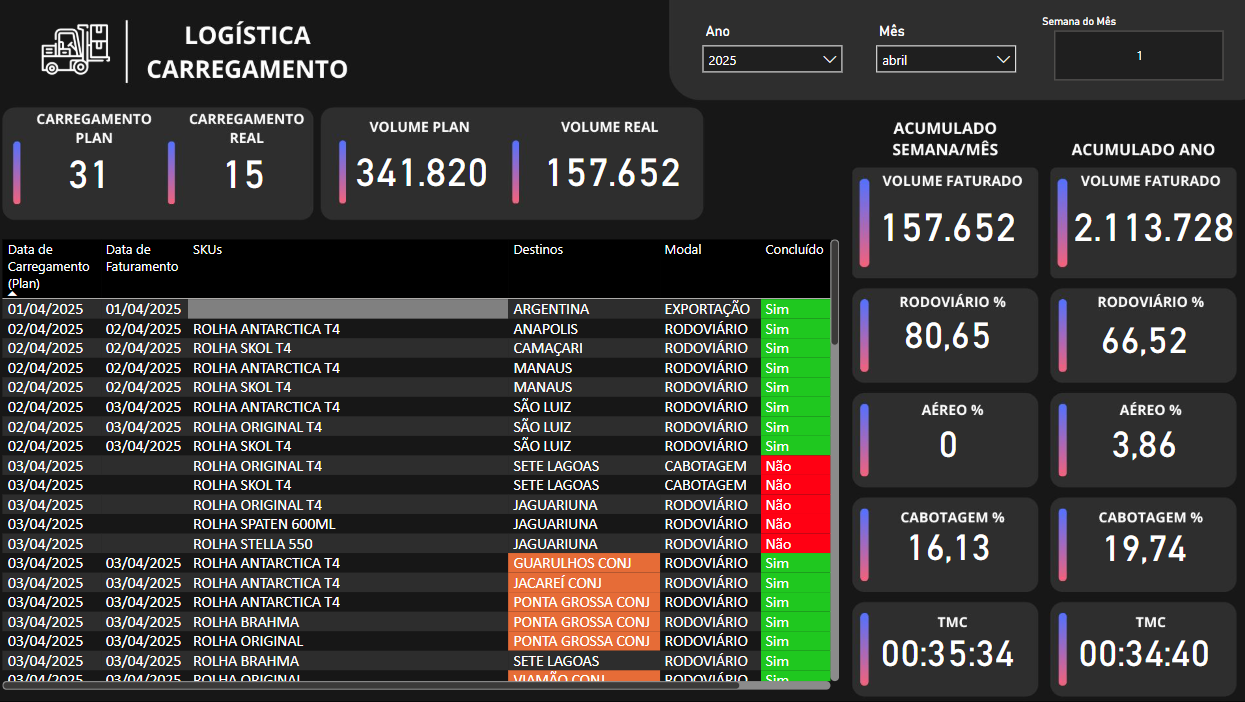 LOGÍSTICA
CARREGAMENTO
Ano
2025
Mês
abril
Semana do Mês
1
CARREGAMENTO PLAN
31
CARREGAMENTO REAL
15
VOLUME PLAN
341.820
VOLUME REAL
157.652
ACUMULADO SEMANA/MÊS
ACUMULADO ANO
VOLUME FATURADO
157.652
VOLUME FATURADO
2.113.728
RODOVIÁRIO %
80,65
RODOVIÁRIO %
66,52
AÉREO %
0
AÉREO %
3,86
CABOTAGEM %
16,13
CABOTAGEM %
19,74
TMC
00:35:34
TMC
00:34:40
Data de Carregamento (Plan) Data de Faturamento SKUs Destinos Modal Concluído
01/04/2025 01/04/2025 ARGENTINA EXPORTAÇÃO Sim
02/04/2025 02/04/2025 ROLHA ANTARCTICA T4 ANAPOLIS RODOVIÁRIO Sim
02/04/2025 02/04/2025 ROLHA SKOL T4 CAMAÇARI RODOVIÁRIO Sim
02/04/2025 02/04/2025 ROLHA ANTARCTICA T4 MANAUS RODOVIÁRIO Sim
02/04/2025 02/04/2025 ROLHA SKOL T4 MANAUS RODOVIÁRIO Sim
02/04/2025 03/04/2025 ROLHA ANTARCTICA T4 SÃO LUIZ RODOVIÁRIO Sim
02/04/2025 03/04/2025 ROLHA ORIGINAL T4 SÃO LUIZ RODOVIÁRIO Sim
02/04/2025 03/04/2025 ROLHA SKOL T4 SÃO LUIZ RODOVIÁRIO Sim
03/04/2025 ROLHA ORIGINAL T4 SETE LAGOAS CABOTAGEM Não
03/04/2025 ROLHA SKOL T4 SETE LAGOAS CABOTAGEM Não
03/04/2025 ROLHA ORIGINAL T4 JAGUARIUNA RODOVIÁRIO Não
03/04/2025 ROLHA SPATEN 600ML JAGUARIUNA RODOVIÁRIO Não
03/04/2025 ROLHA STELLA 550 JAGUARIUNA RODOVIÁRIO Não
03/04/2025 03/04/2025 ROLHA ANTARCTICA T4 GUARULHOS CONJ RODOVIÁRIO Sim
03/04/2025 03/04/2025 ROLHA ANTARCTICA T4 JACAREÍ CONJ RODOVIÁRIO Sim
03/04/2025 03/04/2025 ROLHA ANTARCTICA T4 PONTA GROSSA CONJ RODOVIÁRIO Sim
03/04/2025 03/04/2025 ROLHA BRAHMA PONTA GROSSA CONJ RODOVIÁRIO Sim
03/04/2025 03/04/2025 ROLHA ORIGINAL PONTA GROSSA CONJ RODOVIÁRIO Sim
03/04/2025 03/04/2025 ROLHA BRAHMA SETE LAGOAS RODOVIÁRIO Sim
03/04/2025 03/04/2025 ROLHA ORIGINAL VIAMÃO CONJ RODOVIÁRIO Sim